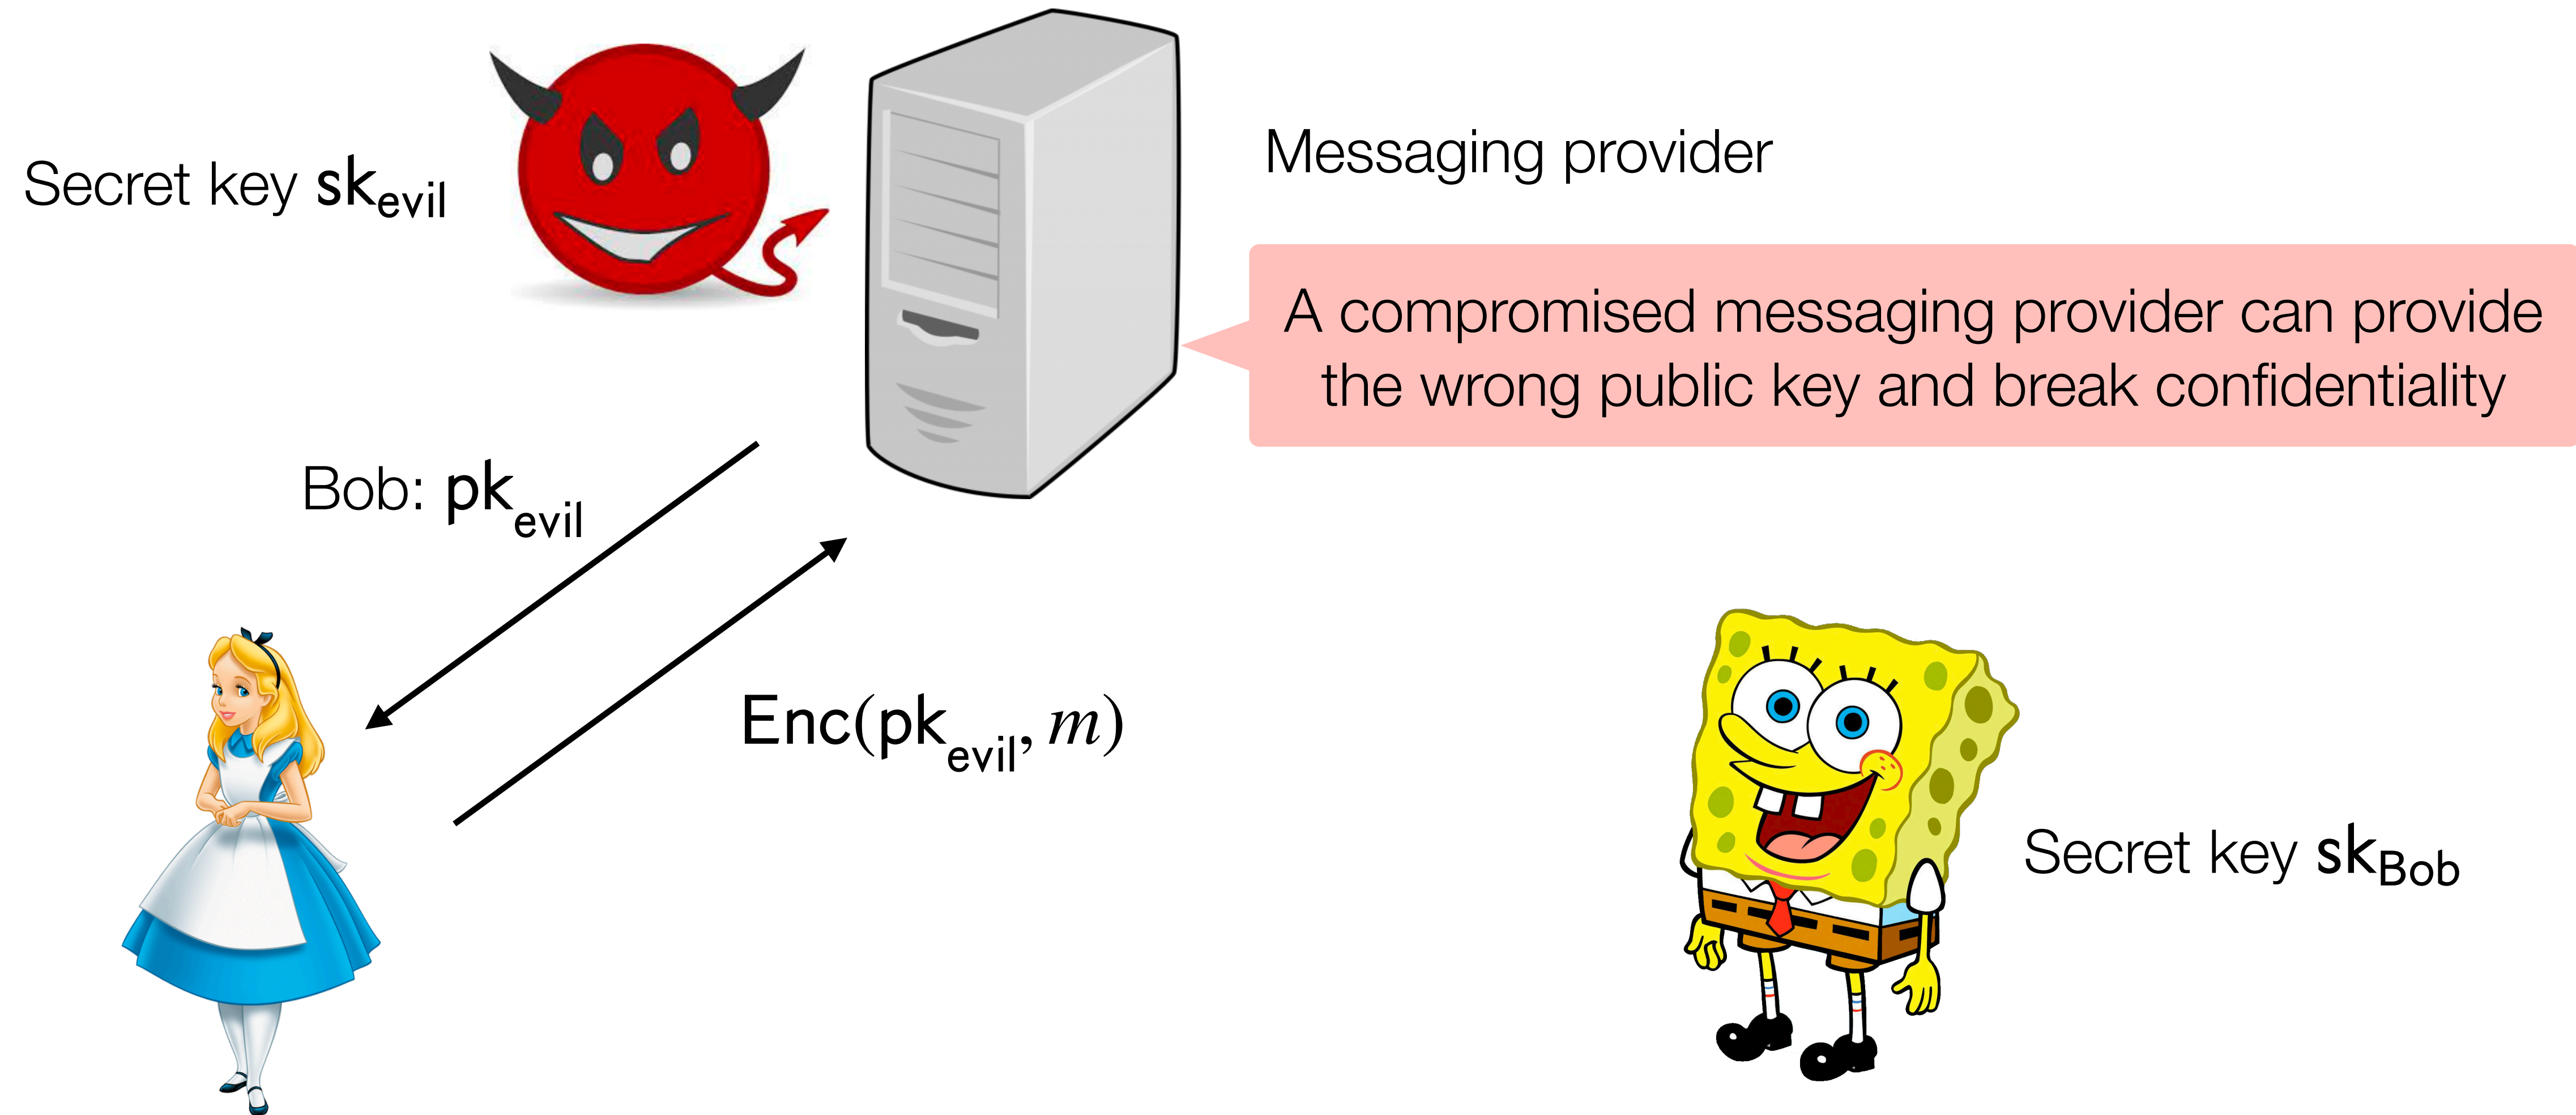 Secret key sk_evil
Messaging provider
A compromised messaging provider can provide
the wrong public key and break confidentiality
Bob: pk_evil
Enc(pk_evil, m)
Secret key sk_Bob